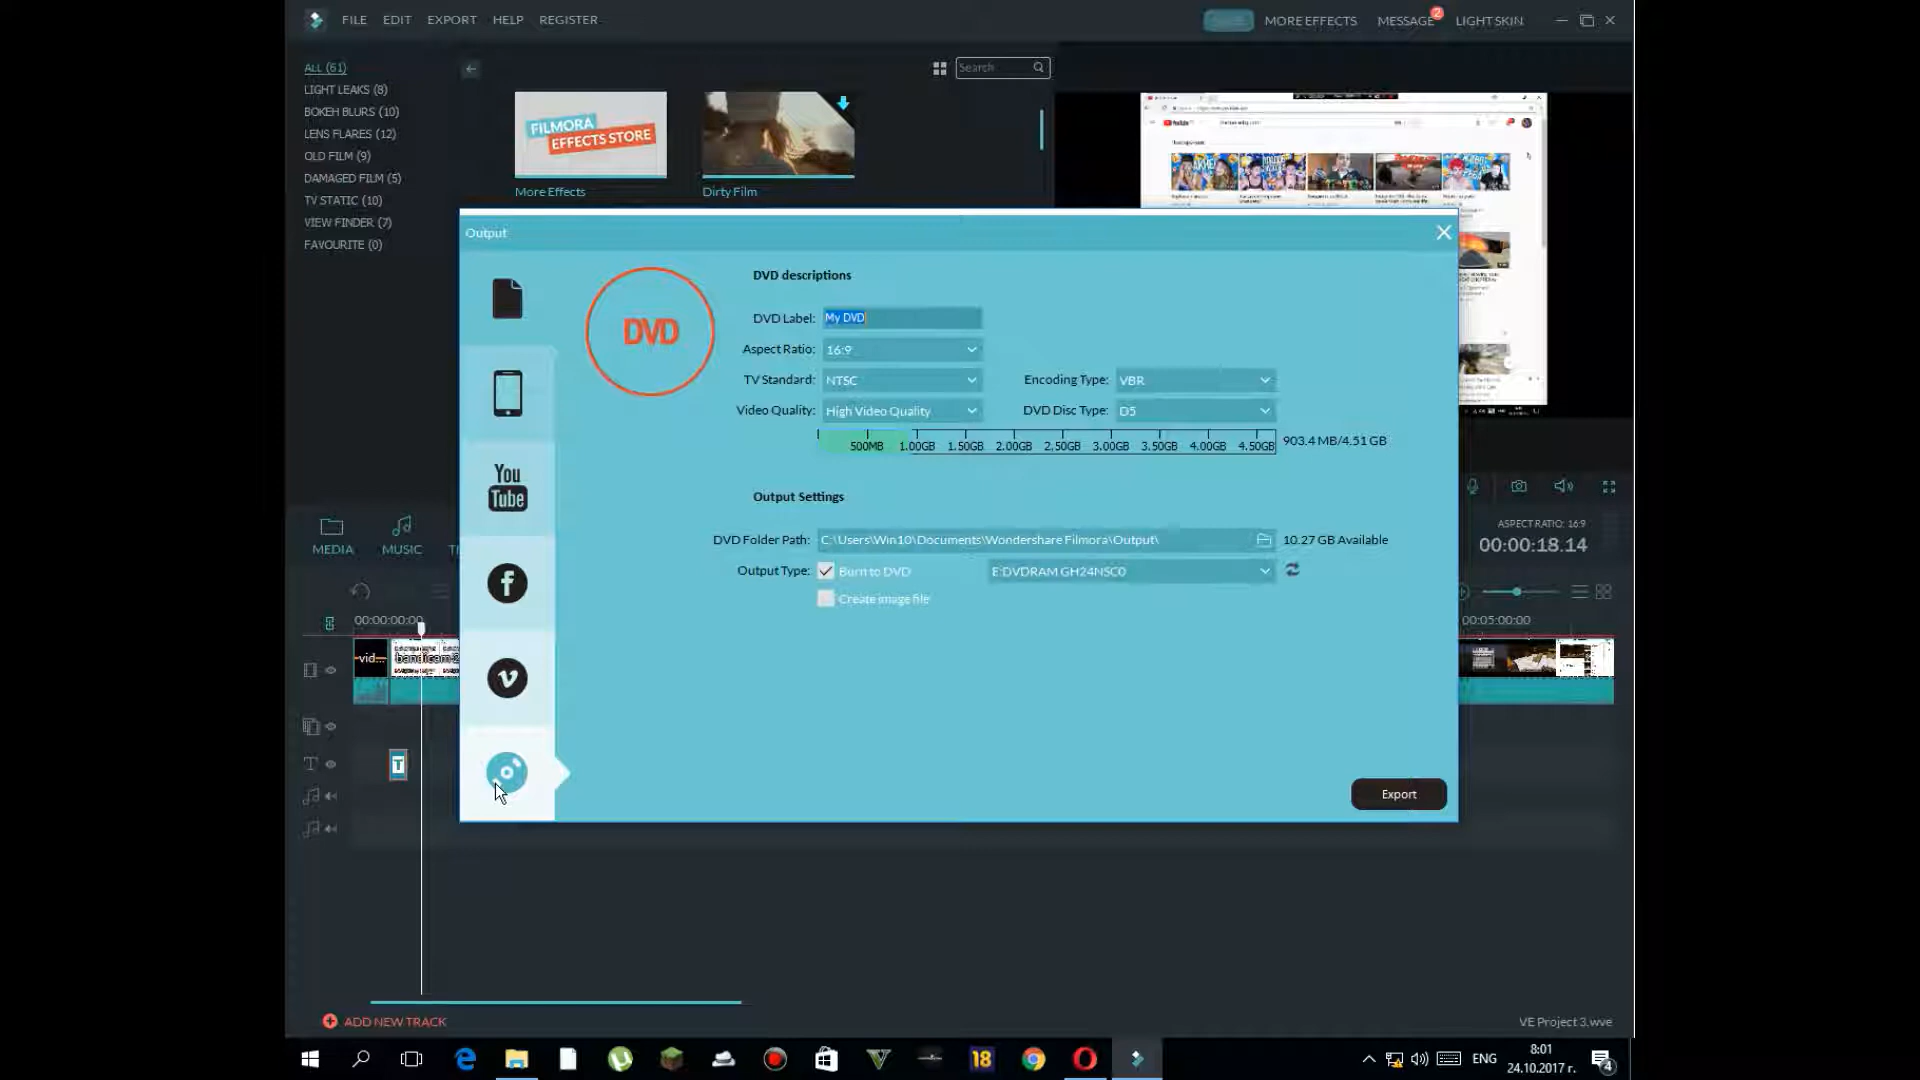 FILE EDIT EXPORT HELP REGISTER
MORE EFFECTS MESSAGE 2 LIGHT SKIN
ALL (61)
LIGHT LEAKS (8)
BOKEH BLURS (10)
LENS FLARES (12)
OLD FILM (9)
DAMAGED FILM (5)
TV STATIC (10)
VIEW FINDER (7)
FAVOURITE (0)
Search
FILMORA
EFFECTS STORE
More Effects
Dirty Film
Output
DVD
DVD descriptions
DVD Label: My DVD
Aspect Ratio: 16:9
TV Standard: NTSC
Encoding Type: VBR
Video Quality: High Video Quality
DVD Disc Type: D5
500MB 1.00GB 1.50GB 2.00GB 2.50GB 3.00GB 3.50GB 4.00GB 4.50GB
903.4 MB/4.51 GB
You
Tube
Output Settings
DVD Folder Path: C:\Users\Win10\Documents\Wondershare Filmora\Output\
10.27 GB Available
Output Type: Burn to DVD
E:DVDRAM GH24NSC0
Create image file
Export
MEDIA
MUSIC
ASPECT RATIO: 16:9
00:00:18.14
00:00:00:00
00:05:00:00
vid...
bandicam-2
T
T
ADD NEW TRACK
VE Project 3.wve
18
ENG
8:01
24.10.2017 г.
4